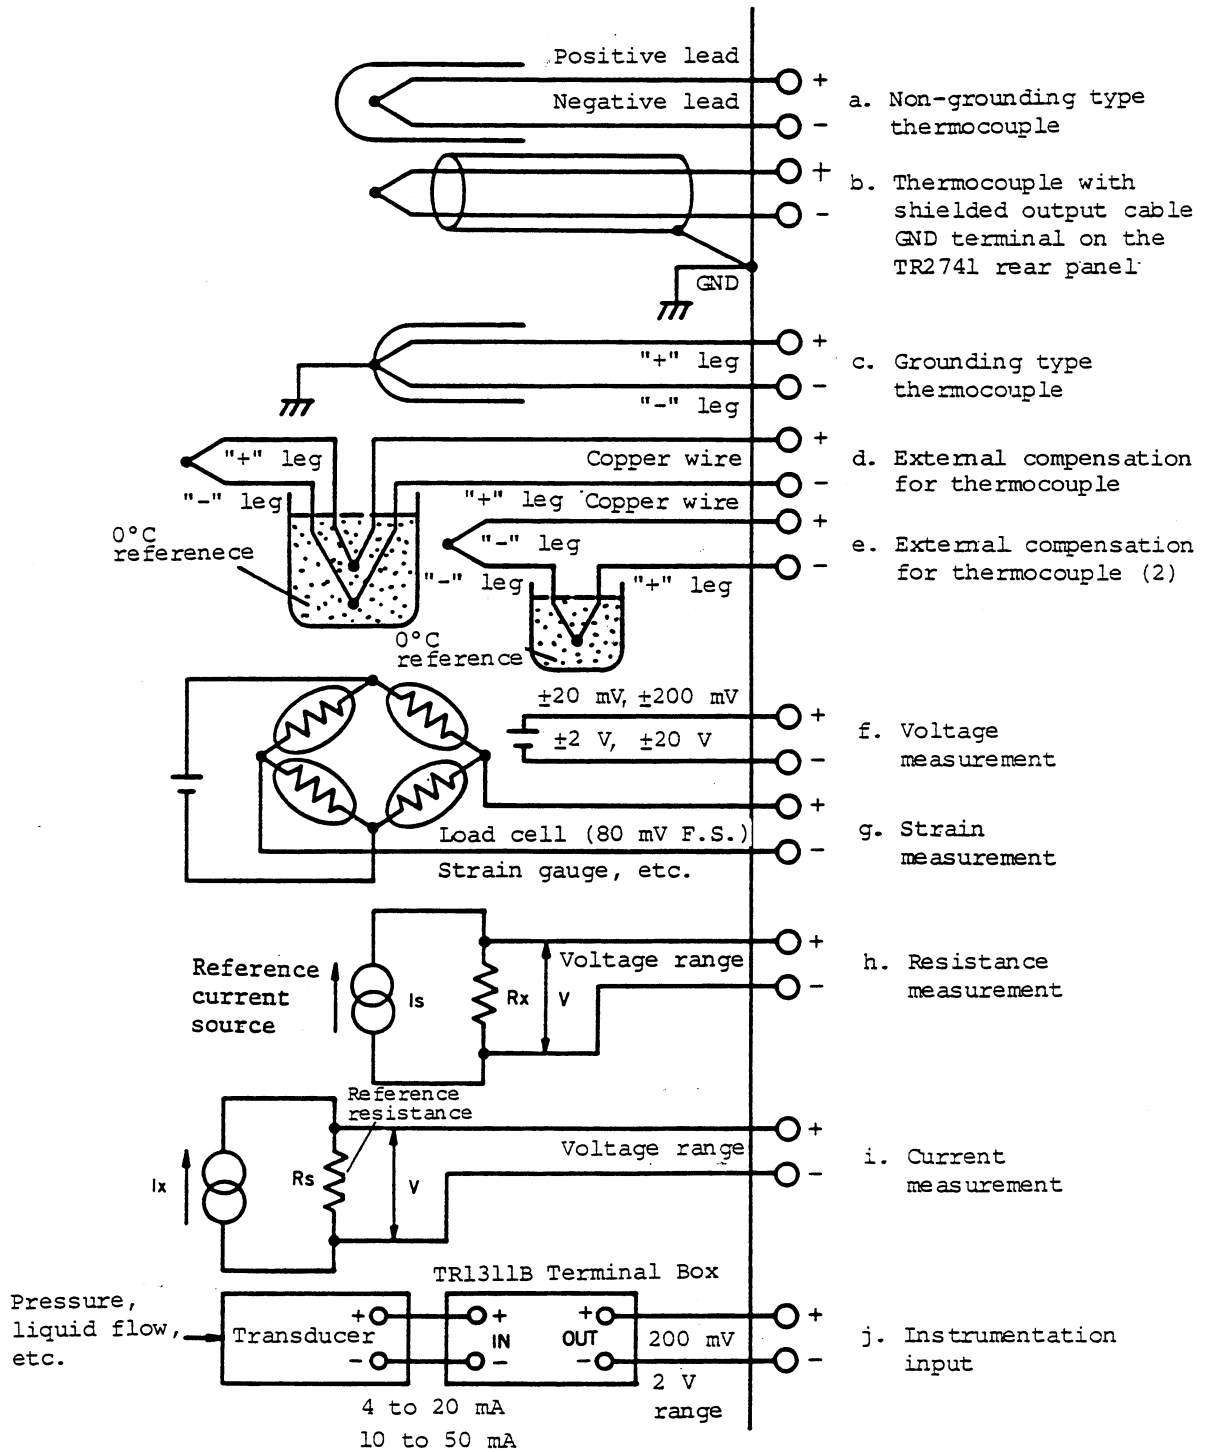 Positive lead
+
Negative lead
-
a. Non-grounding type
thermocouple
+
-
b. Thermocouple with
shielded output cable
GND terminal on the
TR2741 rear panel
GND
+
"+" leg
-
"-" leg
c. Grounding type
thermocouple
"+" leg
"-" leg
0°C
referenece
+
Copper wire
-
d. External compensation
for thermocouple
"+" leg Copper wire
+
"-" leg
-
"-" leg
"+" leg
0°C
reference
e. External compensation
for thermocouple (2)
±20 mV, ±200 mV
+
±2 V, ±20 V
-
f. Voltage
measurement
+
Load cell (80 mV F.S.)
-
Strain gauge, etc.
g. Strain
measurement
Reference
current
source
Is
Rx
V
Voltage range
+
-
h. Resistance
measurement
Reference
resistance
Ix
Rs
V
Voltage range
+
-
i. Current
measurement
TR1311B Terminal Box
Pressure,
liquid flow,
etc.
Transducer
+
-
+
IN
-
+
OUT
-
200 mV
2 V
range
+
-
4 to 20 mA
10 to 50 mA
j. Instrumentation
input